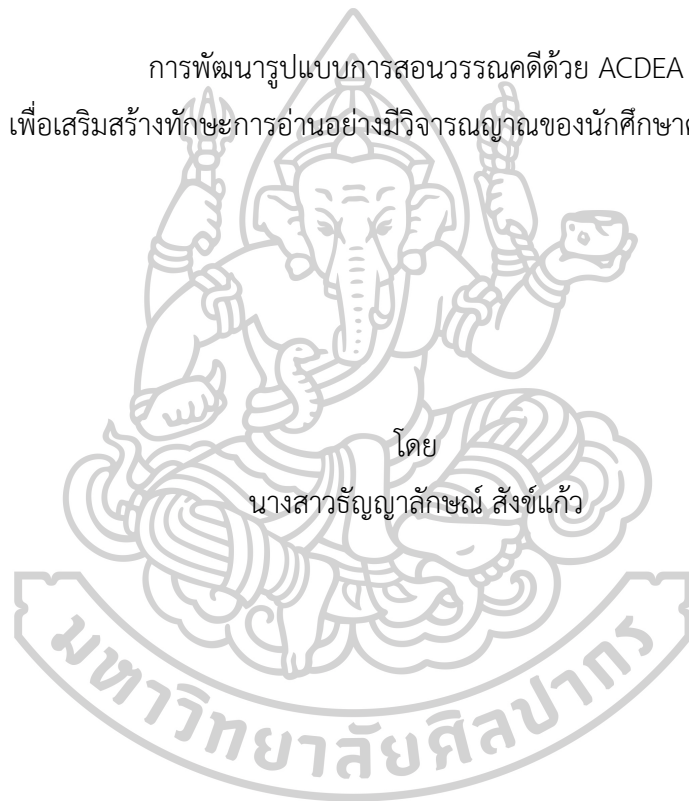 การพัฒนารูปแบบการสอนวรรณคดีด้วย ACDEA
เพื่อเสริมสร้างทักษะการอ่านอย่างมีวิจารณญาณของนักศึกษา
โดย
นางสาวธัญญาลักษณ์ สังข์แก้ว
มหาวิทยาลัยศิลปากร